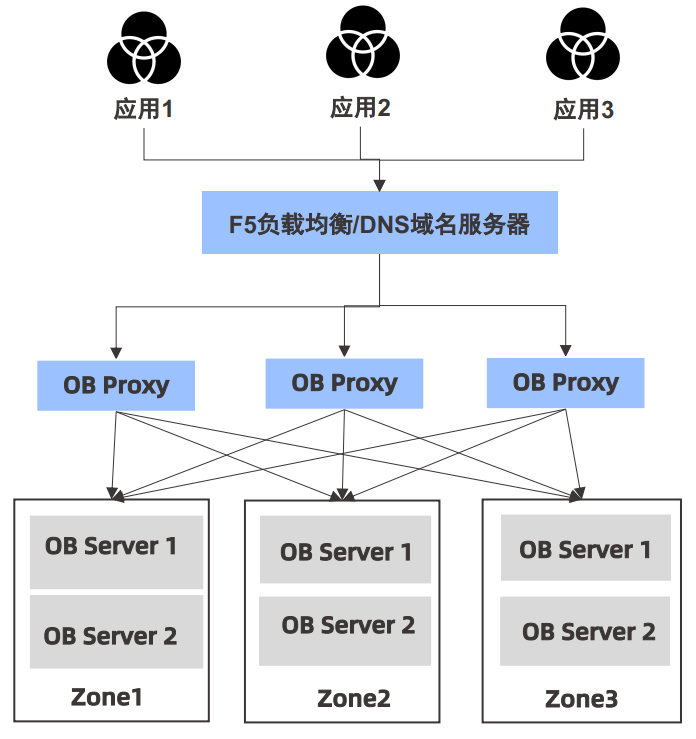 应用1
应用2
应用3
F5负载均衡/DNS域名服务器
OB Proxy
OB Proxy
OB Proxy
OB Server 1
OB Server 2
Zone1
OB Server 1
OB Server 2
Zone2
OB Server 1
OB Server 2
Zone3